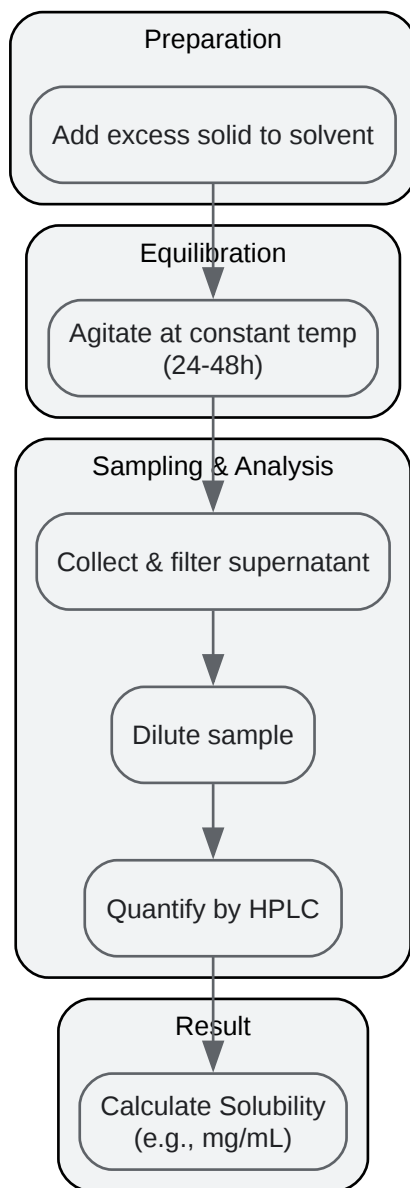 Preparation
Add excess solid to solvent
Equilibration
Agitate at constant temp
(24-48h)
Sampling & Analysis
Collect & filter supernatant
Dilute sample
Quantify by HPLC
Result
Calculate Solubility
(e.g., mg/mL)